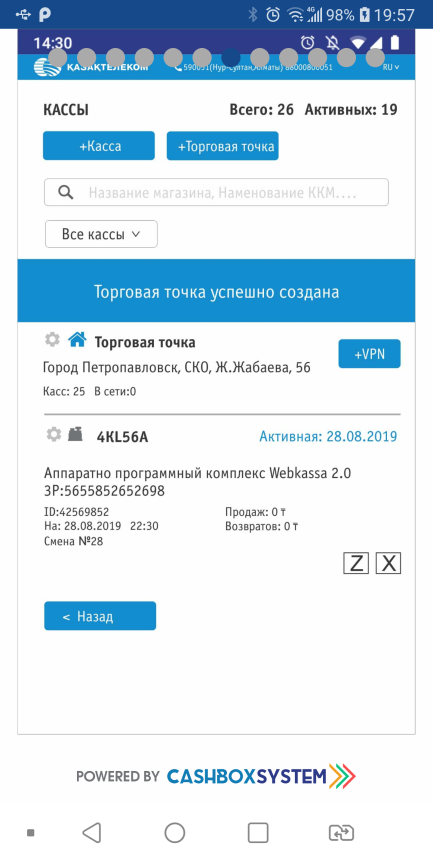 98% 19:57
14:30
ҚАЗАКТЕЛЕКОМ 590091(Нур-Султан,Алматы) 88000800051 RU
КАССЫ Всего: 26 Активных: 19
+Касса +Торговая точка
Название магазина, Наменование ККМ....
Все кассы
Торговая точка успешно создана
Торговая точка
+VPN
Город Петропавловск, СКО, Ж.Жабаева, 56
Касс: 25 В сети:0
4KL56A Активная: 28.08.2019
Аппаратно программный комплекс Webkassa 2.0
ЗР:5655852652698
ID:42569852 Продаж: 0 ₸
На: 28.08.2019 22:30 Возвратов: 0 ₸
Смена №28
Z X
< Назад
POWERED BY CASHBOXSYSTEM